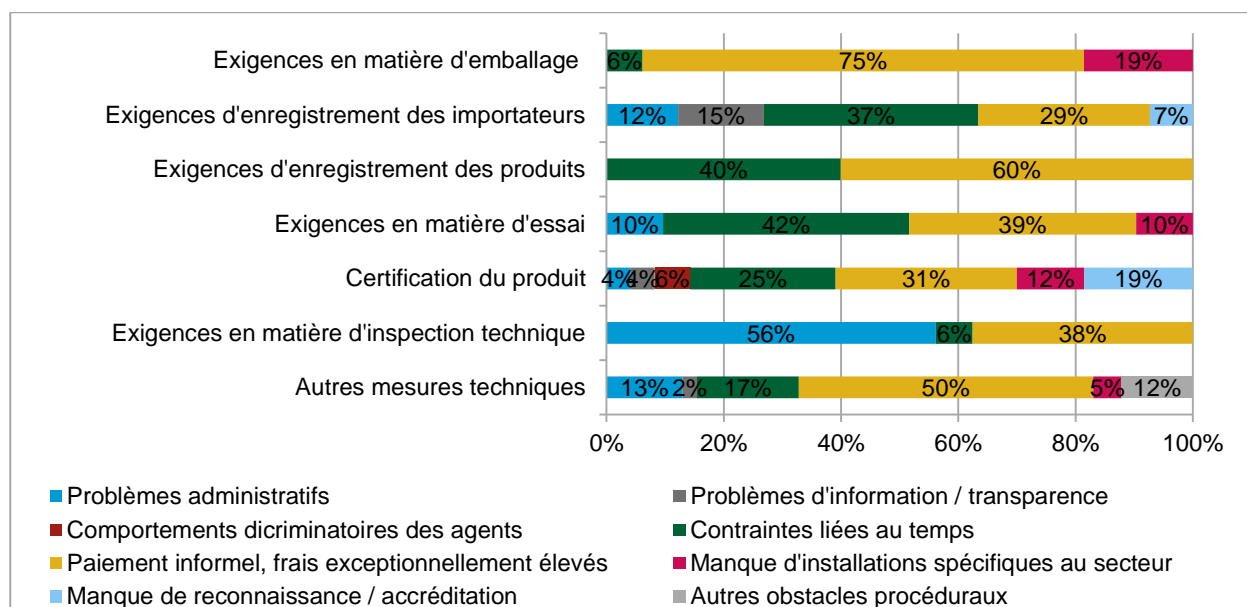 Exigences en matière d'emballage 6% 75% 19%
Exigences d'enregistrement des importateurs 12% 15% 37% 29% 7%
Exigences d'enregistrement des produits 40% 60%
Exigences en matière d'essai 10% 42% 39% 10%
Certification du produit 4% 4% 6% 25% 31% 12% 19%
Exigences en matière d'inspection technique 56% 6% 38%
Autres mesures techniques 13% 2% 17% 50% 5% 12%
0% 20% 40% 60% 80% 100%
Problèmes administratifs Problèmes d'information / transparence
Comportements dicriminatoires des agents Contraintes liées au temps
Paiement informel, frais exceptionnellement élevés Manque d'installations spécifiques au secteur
Manque de reconnaissance / accréditation Autres obstacles procéduraux